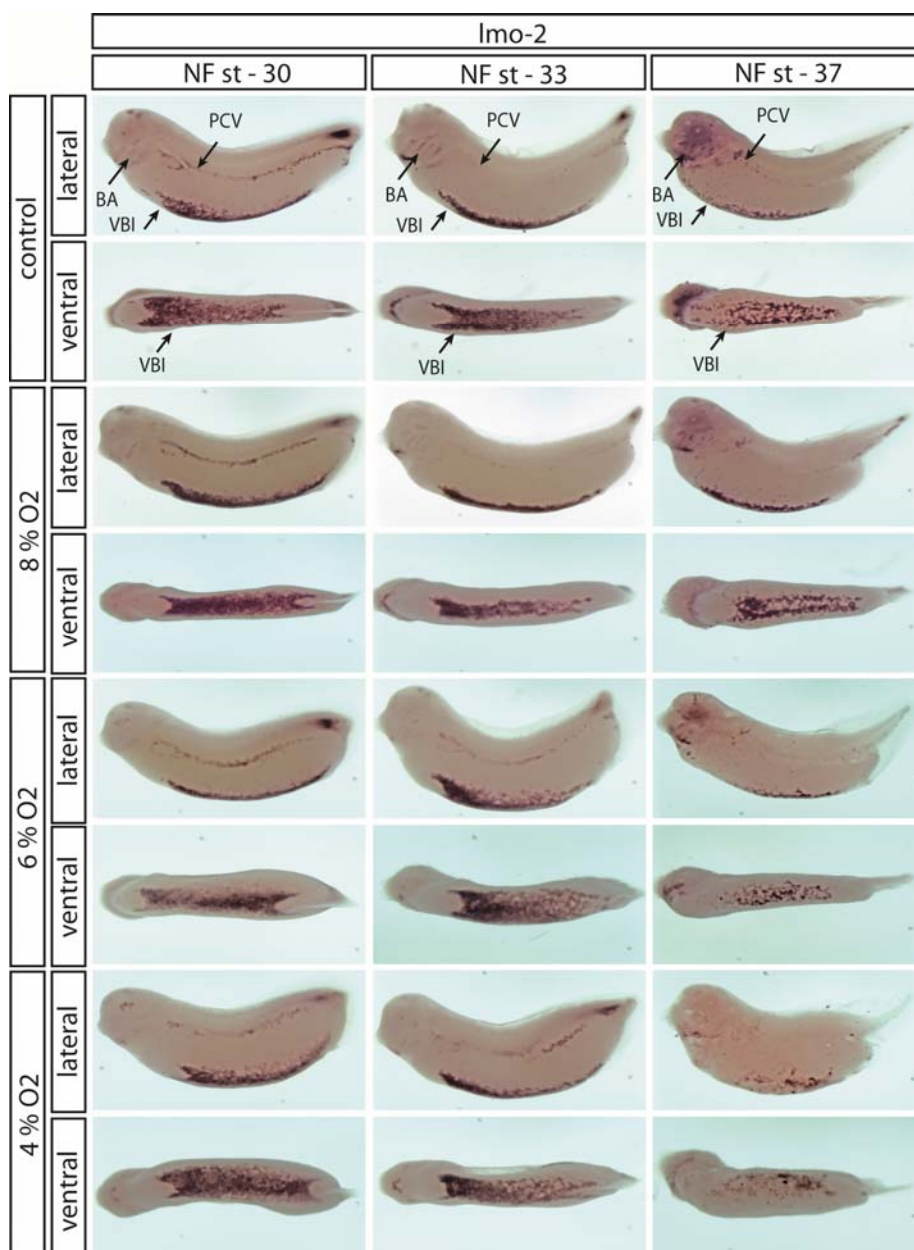 lmo-2
NF st - 30
NF st - 33
NF st - 37
control
lateral
PCV
BA
VBI
PCV
BA
VBI
PCV
BA
VBI
ventral
VBI
VBI
VBI
8 % O2
lateral
ventral
6 % O2
lateral
ventral
4 % O2
lateral
ventral